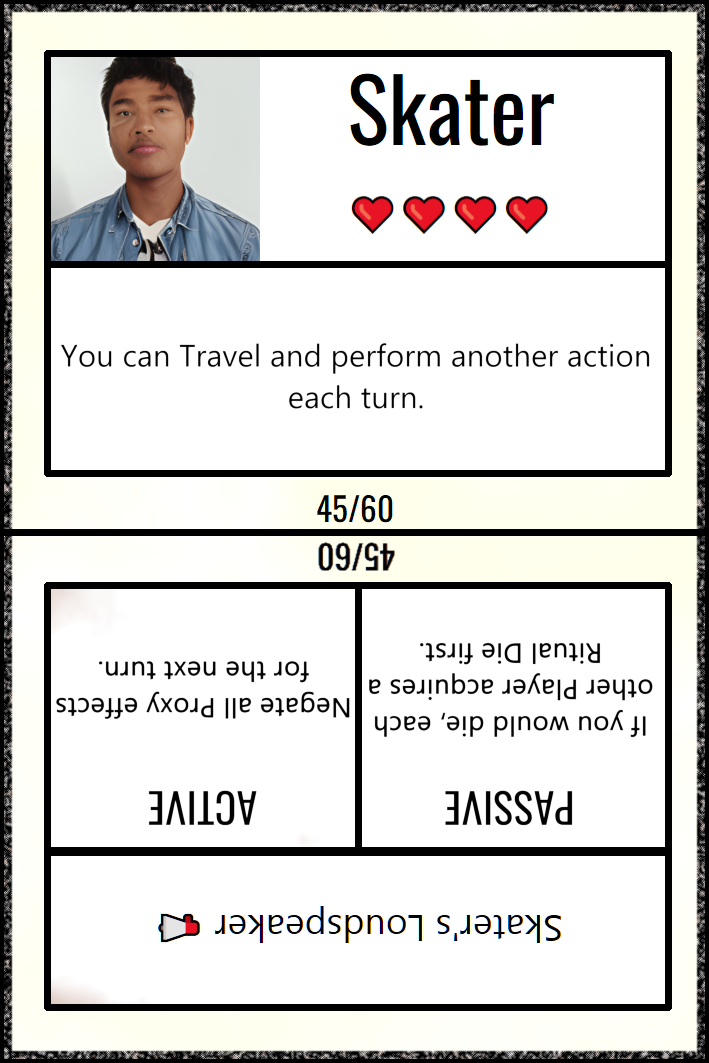 Skater
You can Travel and perform another action
each turn.
45/60
45/60
Skater's Loudspeaker
PASSIVE
If you would die, each
other Player acquires a
Ritual Die first.
ACTIVE
Negate all Proxy effects
for the next turn.